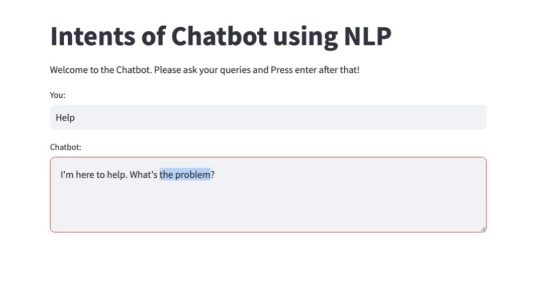 Intents of Chatbot using NLP
Welcome to the Chatbot. Please ask your queries and Press enter after that!
You:
Help
Chatbot:
I'm here to help. What's the problem?